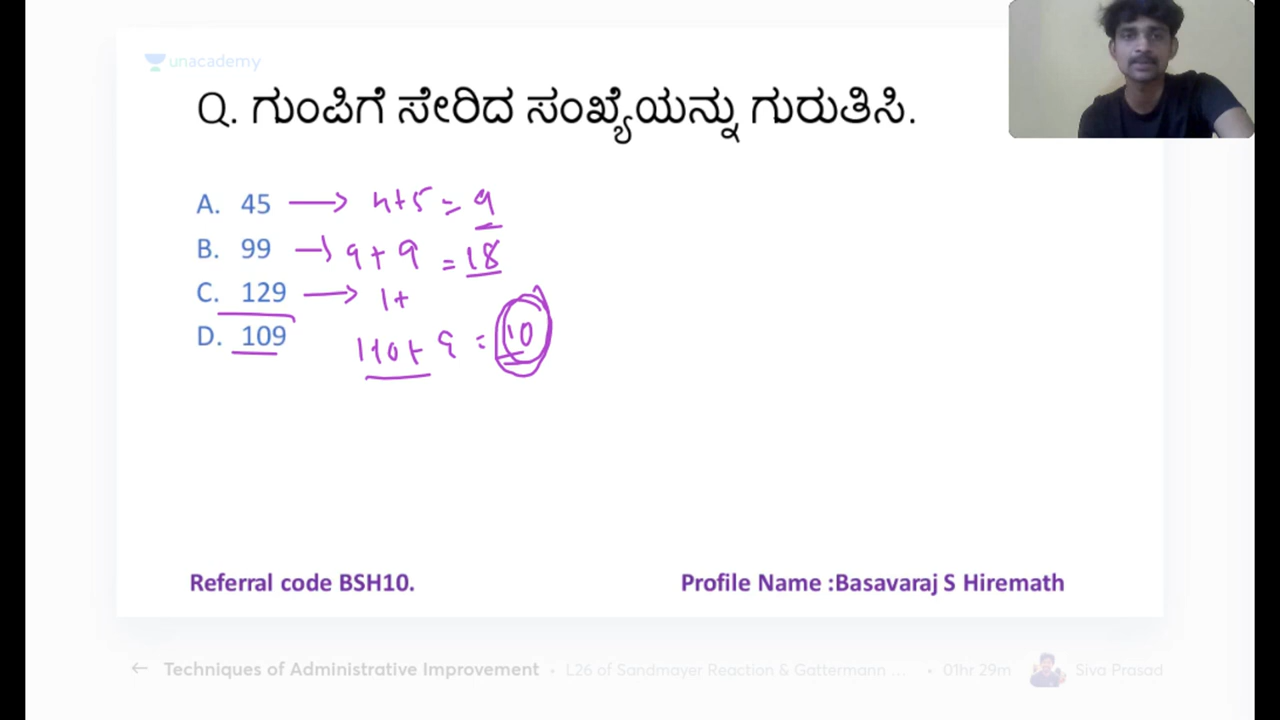 unacademy
Q. ಗುಂಪಿಗೆ ಸೇರಿದ ಸಂಖ್ಯೆಯನ್ನು ಗುರುತಿಸಿ.
A. 45 → 4+5 = 9
B. 99 → 9+9 = 18
C. 129 → 1+
D. 109 1+0+9 = 10
Referral code BSH10.
Profile Name :Basavaraj S Hiremath
← Techniques of Administrative Improvement • L26 of Sandmayer Reaction & Gattermann ... • 01hr 29m Siva Prasad